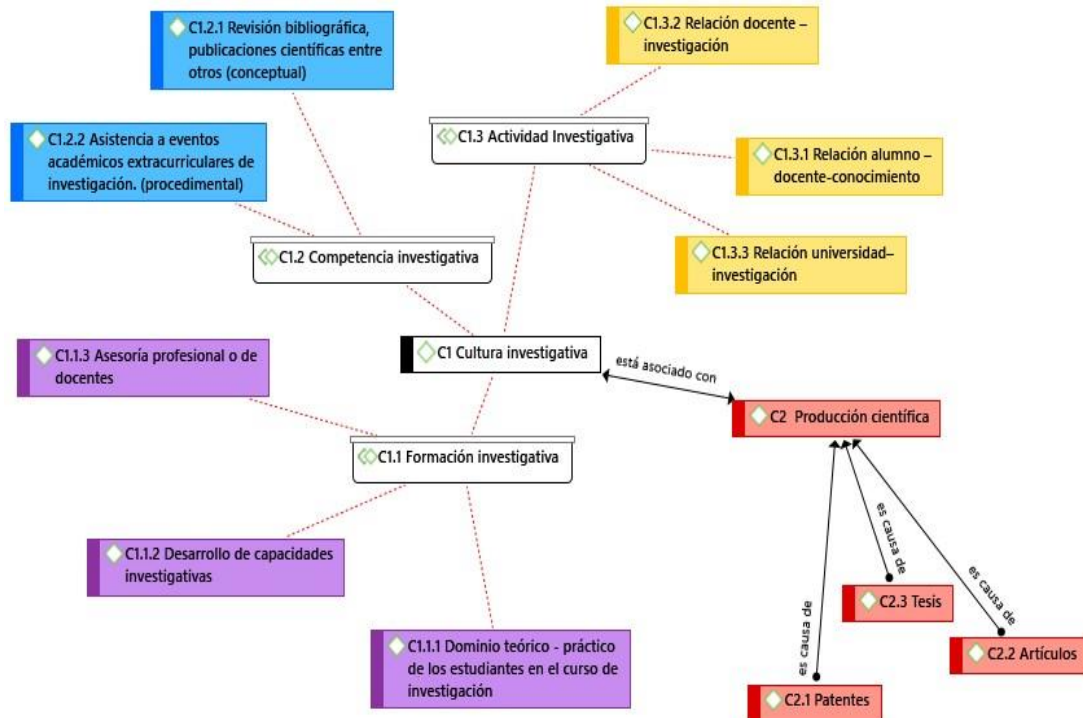 C1.2.1 Revisión bibliográfica,
publicaciones científicas entre
otros (conceptual)
C1.3.2 Relación docente –
investigación
C1.2.2 Asistencia a eventos
académicos extracurriculares de
investigación. (procedimental)
C1.3 Actividad Investigativa
C1.3.1 Relación alumno –
docente-conocimiento
C1.2 Competencia investigativa
C1.3.3 Relación universidad–
investigación
C1.1.3 Asesoría profesional o de
docentes
C1 Cultura investigativa
está asociado con
C2 Producción científica
C1.1 Formación investigativa
C1.1.2 Desarrollo de capacidades
investigativas
es causa de
es causa de
es causa de
C2.3 Tesis
C1.1.1 Dominio teórico - práctico
de los estudiantes en el curso de
investigación
C2.2 Artículos
C2.1 Patentes